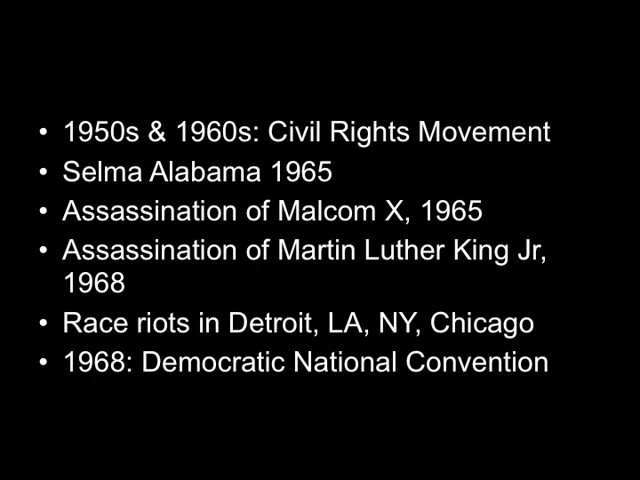 • 1950s & 1960s: Civil Rights Movement
• Selma Alabama 1965
• Assassination of Malcom X, 1965
• Assassination of Martin Luther King Jr,
1968
• Race riots in Detroit, LA, NY, Chicago
• 1968: Democratic National Convention